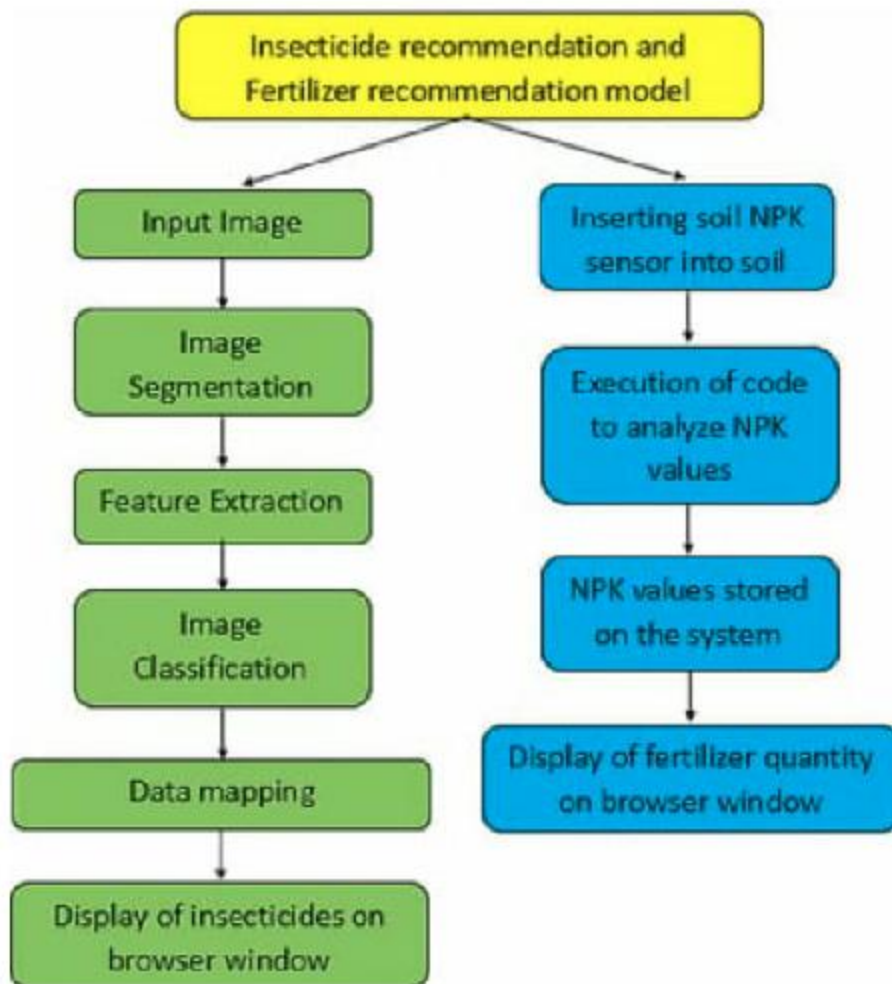 Insecticide recommendation and
Fertilizer recommendation model
Input Image
Image
Segmentation
Feature Extraction
Image
Classification
Data mapping
Display of insecticides on
browser window
Inserting soil NPK
sensor into soil
Execution of code
to analyze NPK
values
NPK values stored
on the system
Display of fertilizer quantity
on browser window